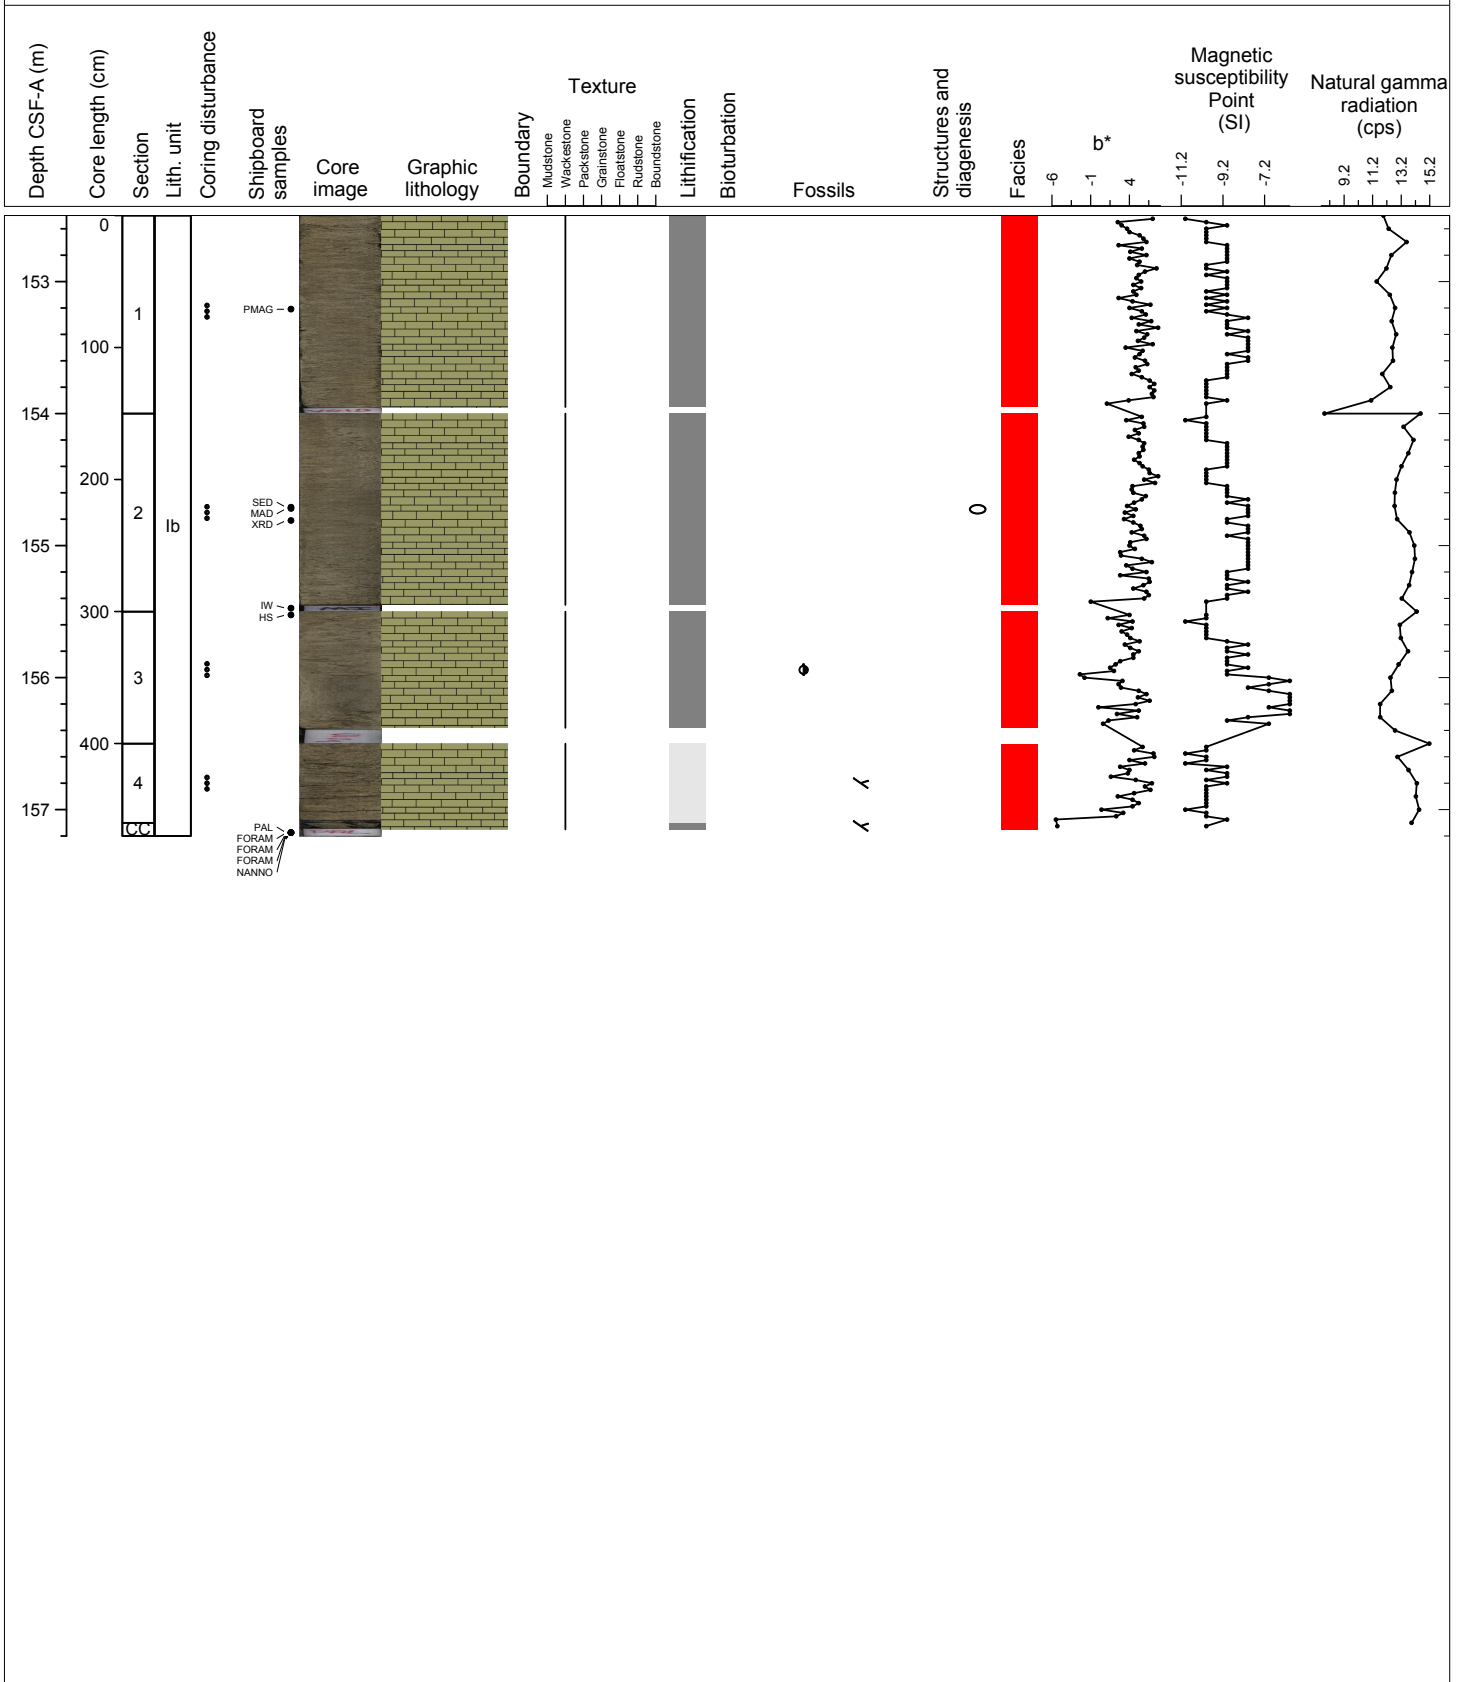 Depth CSF-A (m)
Core length (cm)
Section
Lith. unit
Coring disturbance
Shipboard
samples
Core
image
Graphic
lithology
Boundary
Texture
Mudstone
Wackestone
Packstone
Grainstone
Floatstone
Rudstone
Boundstone
Lithification
Bioturbation
Fossils
Structures and
diagenesis
Facies
b*
-6
-1
4
Magnetic
susceptibility
Point
(SI)
-11.2
-9.2
-7.2
Natural gamma
radiation
(cps)
9.2
11.2
13.2
15.2
153
154
155
156
157
0
100
200
300
400
1
2
3
4
CC
Ib
PMAG
SED
MAD
XRD
IW
HS
PAL
FORAM
FORAM
FORAM
NANNO